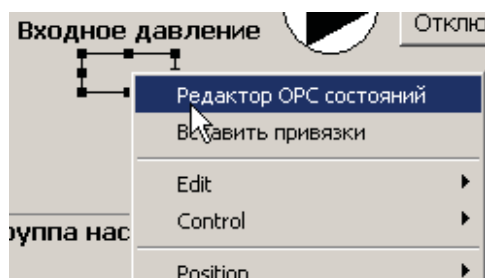 Входное давление
Отклю
Редактор OPC состояний
Вставить привязки
Edit
Control
руппа нас
Position